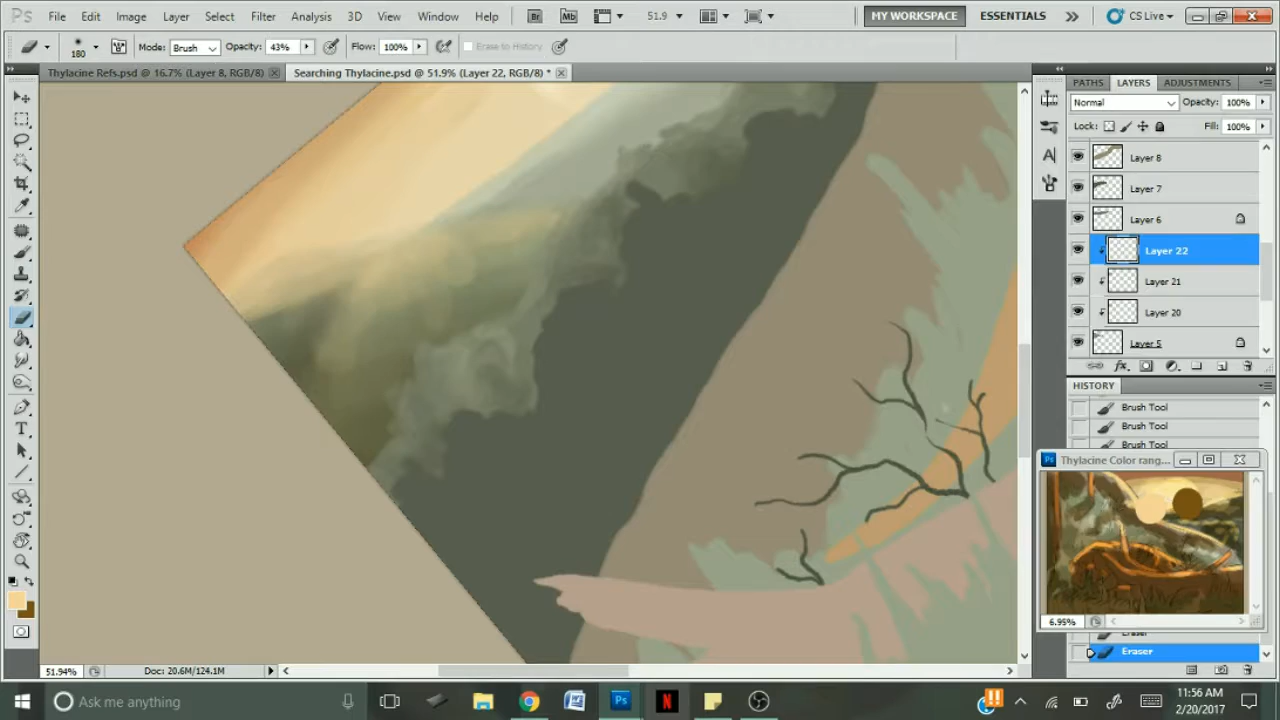 Ps File Edit Image Layer Select Filter Analysis 3D View Window Help Br Mb 51.9 MY WORKSPACE ESSENTIALS CS Live
180 Mode: Brush Opacity: 43% Flow: 100% Erase to History
Thylacine Refs.psd @ 16.7% (Layer 8, RGB/8) Searching Thylacine.psd @ 51.9% (Layer 22, RGB/8) *
PATHS LAYERS ADJUSTMENTS
Normal Opacity: 100%
Lock: Fill: 100%
Layer 8
Layer 7
Layer 6
Layer 22
Layer 21
Layer 20
Layer 5
HISTORY
Brush Tool
Brush Tool
Brush Tool
Ps Thylacine Color rang...
6.95%
Eraser
Eraser
51.94% Doc: 20.6M/124.1M
Ask me anything
11:56 AM
2/20/2017